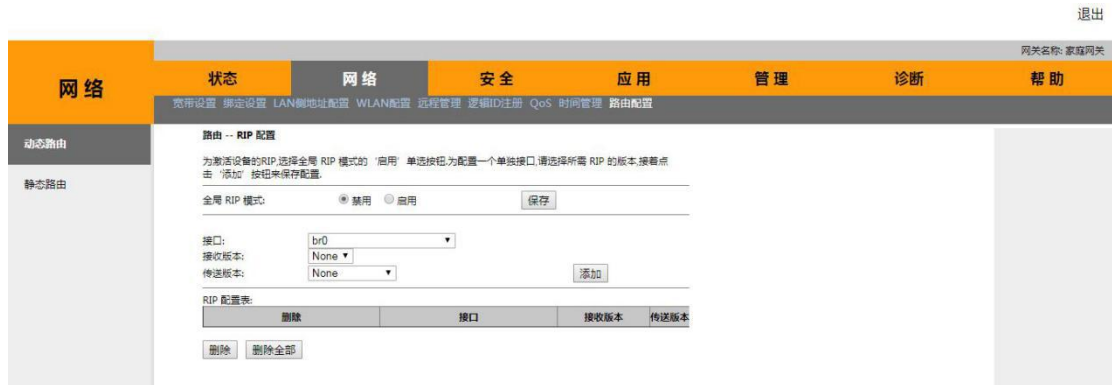 退出
网关名称: 家庭网关
网络
状态 网络 安全 应用 管理 诊断 帮助
宽带设置 绑定设置 LAN侧地址配置 WLAN配置 远程管理 逻辑ID注册 QoS 时间管理 路由配置
动态路由
静态路由
路由 -- RIP 配置
为激活设备的RIP,选择全局 RIP 模式的‘启用’单选按钮.为配置一个单独接口,请选择所需 RIP 的版本,接着点
击‘添加’按钮来保存配置.
全局 RIP 模式: 禁用 启用 保存
接口: br0
接收版本: None
传送版本: None 添加
RIP 配置表:
删除 接口 接收版本 传送版本
删除 删除全部